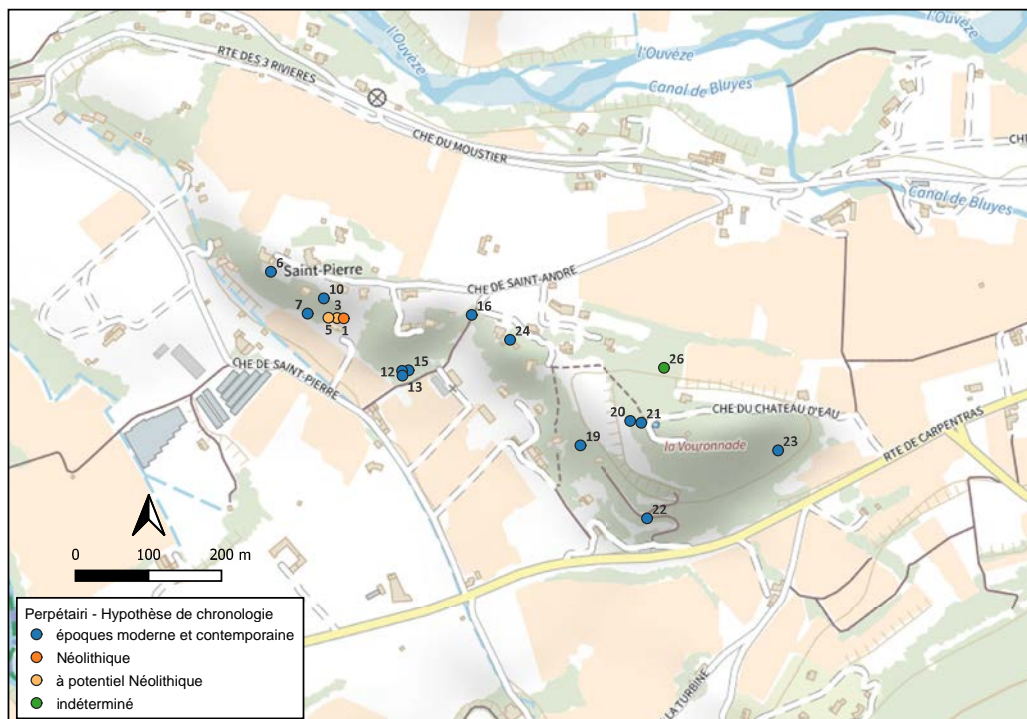 l'Ouvèze
l'Ouvèze
RTE DES 3 RIVIERES
Canal de Bluyes
CHE DU MOUSTIER
CHE
Canal de Bluyes
6
Saint-Pierre
10
CHE DE SAINT-ANDRE
7
3
5
1
16
24
CHE DE SAINT-PIERRE
12
15
13
26
20
21
CHE DU CHATEAU D'EAU
19
la Vouronnade
23
RTE DE CARPENTRAS
22
0 100 200 m
Perpétairi - Hypothèse de chronologie
époques moderne et contemporaine
Néolithique
à potentiel Néolithique
indéterminé
LA TURBINE